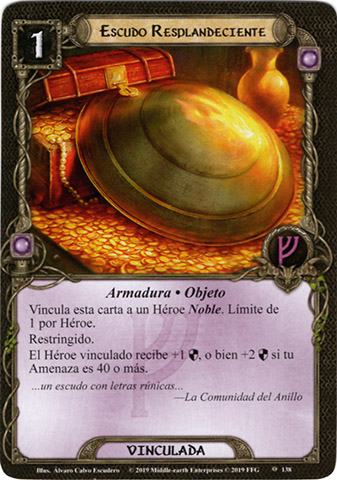 1
Escudo Resplandeciente
Armadura • Objeto
Vincula esta carta a un Héroe Noble. Límite de
1 por Héroe.
Restringido.
El Héroe vinculado recibe +1 , o bien +2 si tu
Amenaza es 40 o más.
...un escudo con letras rúnicas...
—La Comunidad del Anillo
VINCULADA
Illus. Álvaro Calvo Escudero © 2019 Middle-earth Enterprises © 2019 FFG 138